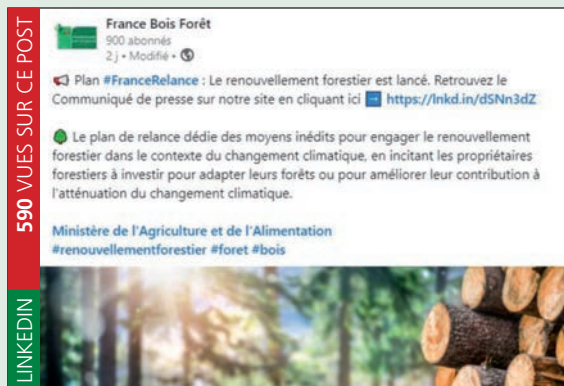 590 VUES SUR CE POST
LINKEDIN
France Bois Forêt
900 abonnés
2 j • Modifié •
Plan #FranceRelance : Le renouvellement forestier est lancé. Retrouvez le
Communiqué de presse sur notre site en cliquant ici ➡ https://lnkd.in/dSNn3dZ
Le plan de relance dédie des moyens inédits pour engager le renouvellement
forestier dans le contexte du changement climatique, en incitant les propriétaires
forestiers à investir pour adapter leurs forêts ou pour améliorer leur contribution à
l'atténuation du changement climatique.
Ministère de l'Agriculture et de l'Alimentation
#renouvellementforestier #foret #bois